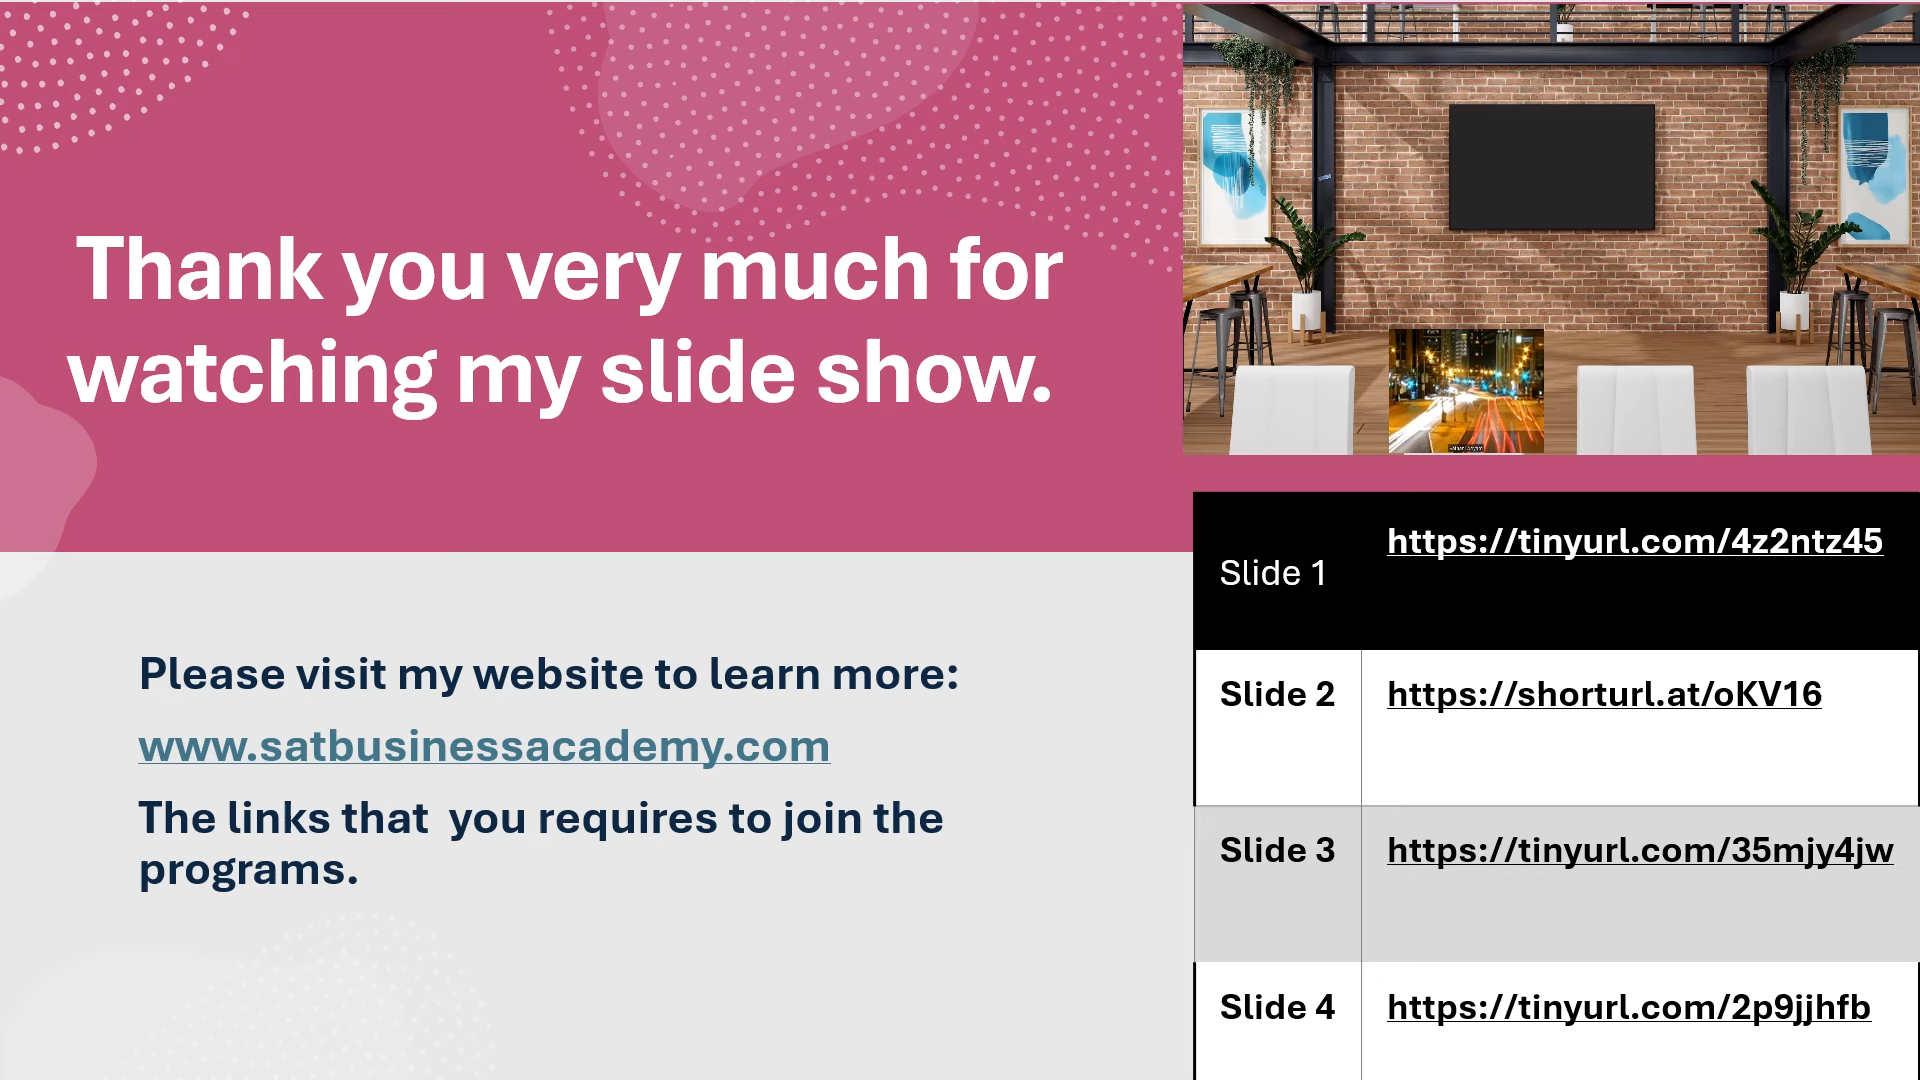 Thank you very much for
watching my slide show.
Please visit my website to learn more:
www.satbusinessacademy.com
The links that  you requires to join the
programs.
Slide 1 https://tinyurl.com/4z2ntz45
Slide 2 https://shorturl.at/oKV16
Slide 3 https://tinyurl.com/35mjy4jw
Slide 4 https://tinyurl.com/2p9jjhfb